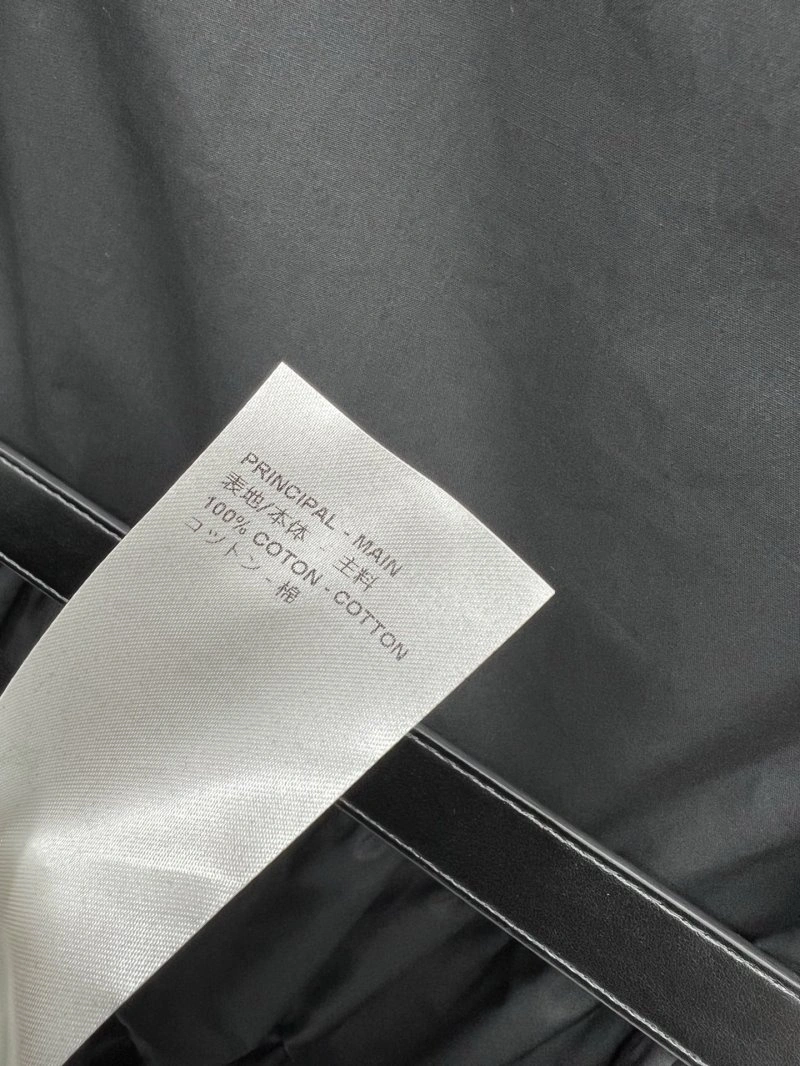 PRINCIPAL - MAIN
表地/本体 - 主料
100% COTON - COTTON
コットン - 棉